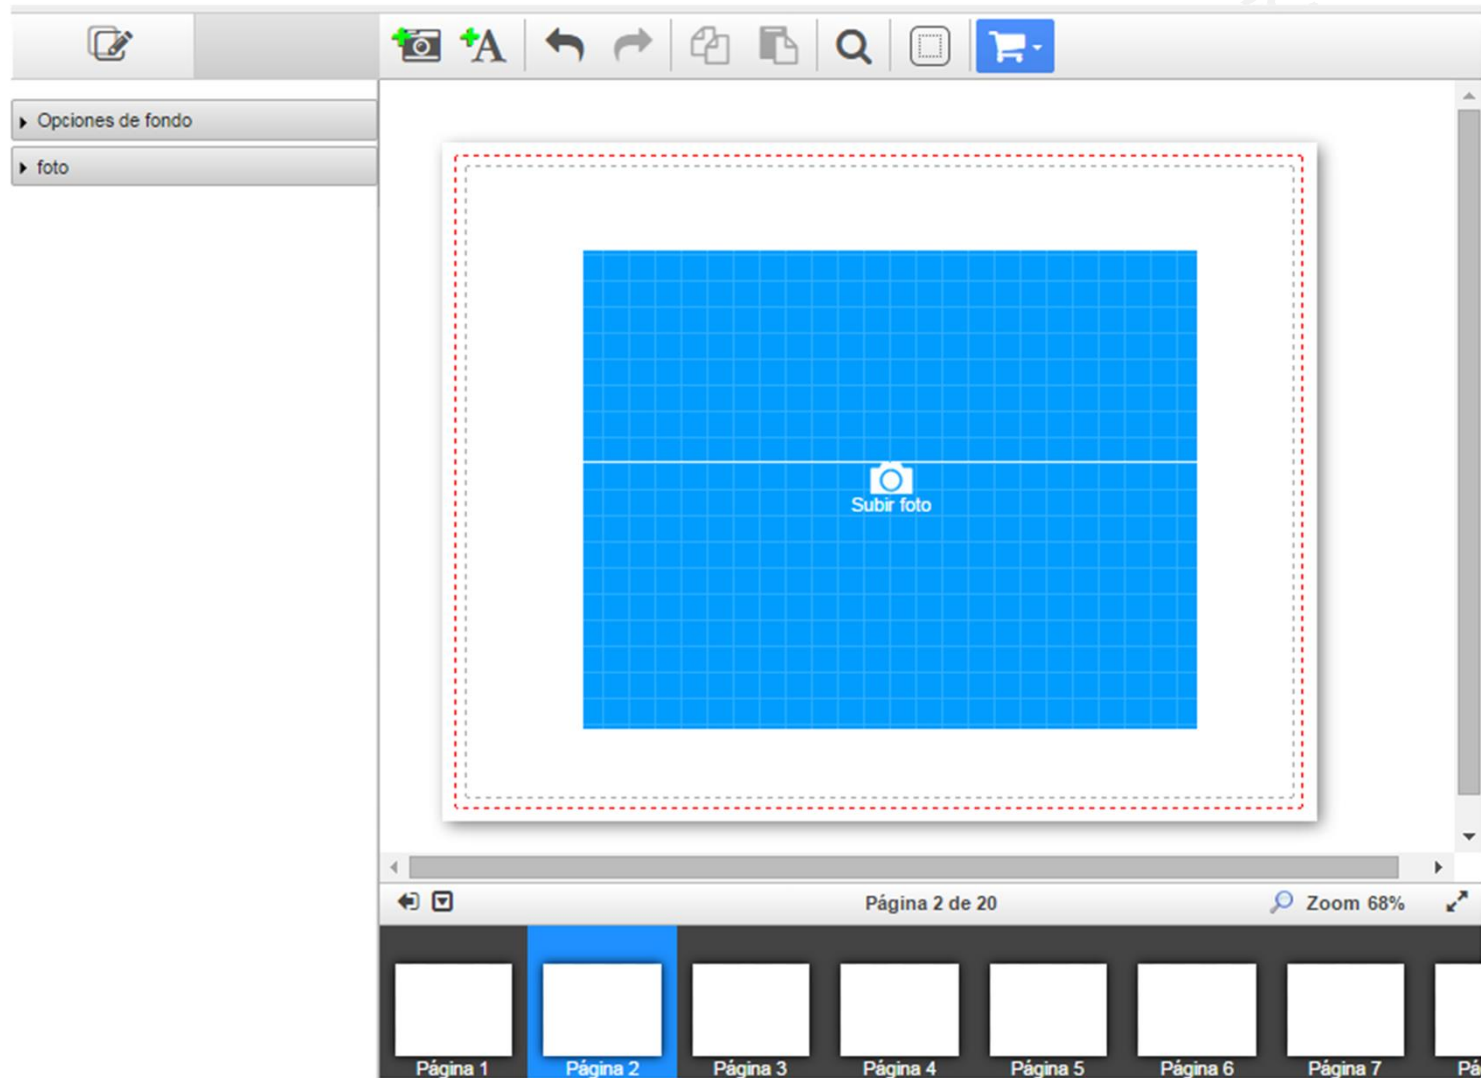 A
Opciones de fondo
foto
Subir foto
Página 2 de 20
Zoom 68%
Página 1
Página 2
Página 3
Página 4
Página 5
Página 6
Página 7